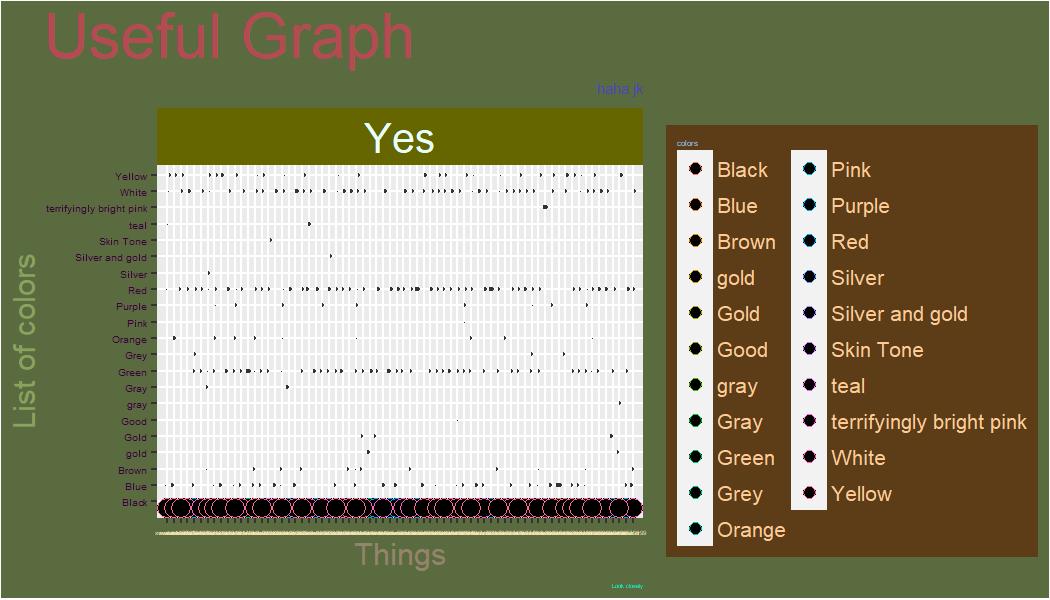 Useful Graph
haha jk
Yes
Yellow
White
terrifyingly bright pink
teal
Skin Tone
Silver and gold
Silver
Red
Purple
Pink
Orange
Grey
Green
Gray
gray
Good
Gold
gold
Brown
Blue
Black
List of colors
Things
Look closely
colors
Black
Blue
Brown
gold
Gold
Good
gray
Gray
Green
Grey
Orange
Pink
Purple
Red
Silver
Silver and gold
Skin Tone
teal
terrifyingly bright pink
White
Yellow